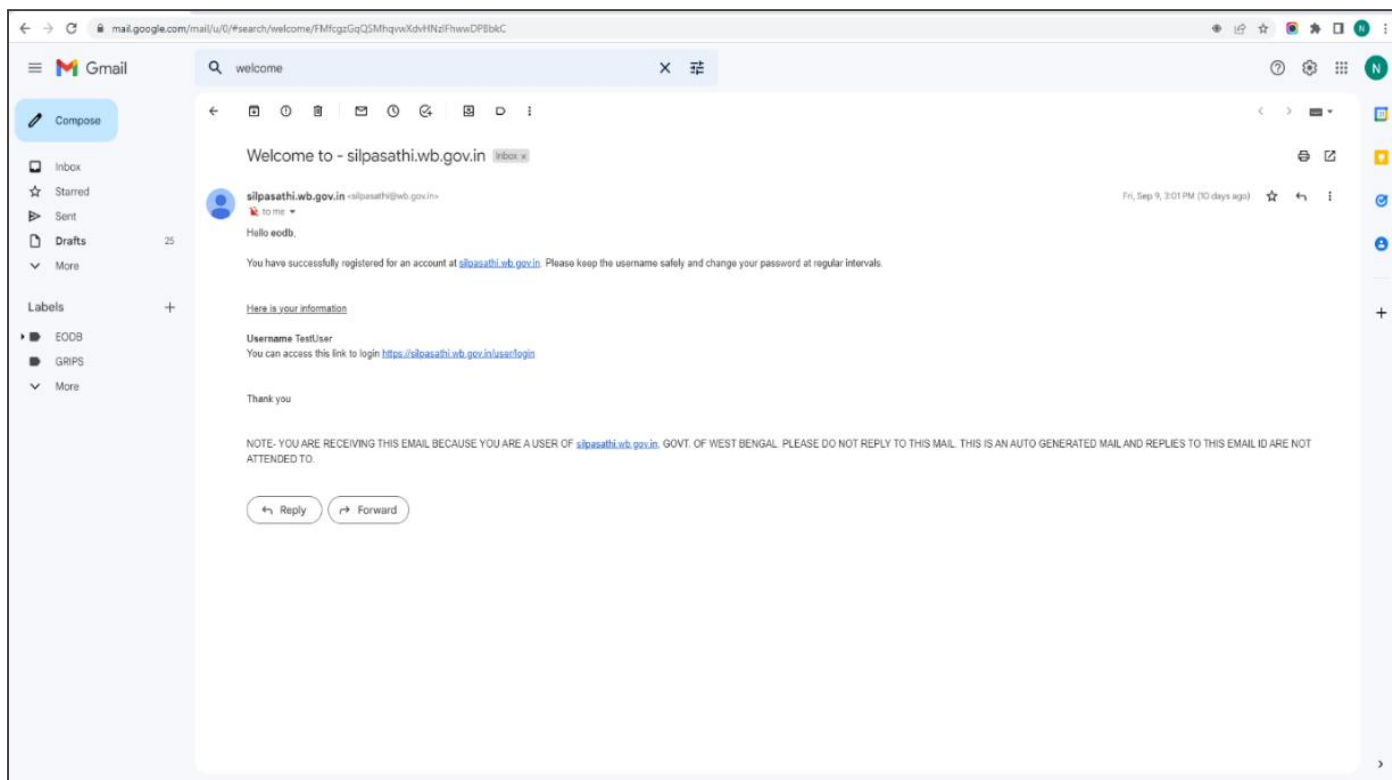 mail.google.com/mail/u/0/#search/welcome/FMfcgzGqQSMhqvwXdvHNzlFhwwDPBbkC
N
Gmail
welcome
N
Compose
Inbox
Starred
Sent
Drafts 25
More
Labels
EODB
GRIPS
More
Welcome to - silpasathi.wb.gov.in Inbox x
silpasathi.wb.gov.in <silpasathi@wb.gov.in>
Fri, Sep 9, 3:01 PM (10 days ago)
to me
Hello eodb,
You have successfully registered for an account at silpasathi.wb.gov.in. Please keep the username safely and change your password at regular intervals.
Here is your information
Username TestUser
You can access this link to login https://silpasathi.wb.gov.in/user/login
Thank you
NOTE- YOU ARE RECEIVING THIS EMAIL BECAUSE YOU ARE A USER OF silpasathi.wb.gov.in, GOVT. OF WEST BENGAL. PLEASE DO NOT REPLY TO THIS MAIL. THIS IS AN AUTO GENERATED MAIL AND REPLIES TO THIS EMAIL ID ARE NOT
ATTENDED TO.
Reply
Forward